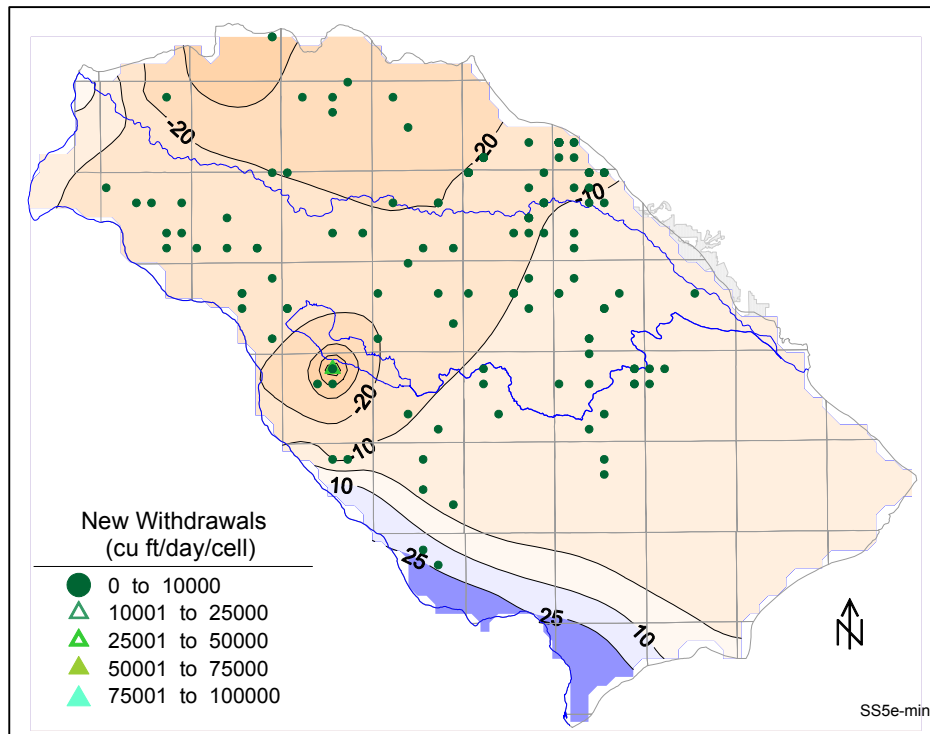 -20
-20
-10
-20
-10
10
25
25
10
New Withdrawals
(cu ft/day/cell)
0 to 10000
10001 to 25000
25001 to 50000
50001 to 75000
75001 to 100000
N
SS5e-min